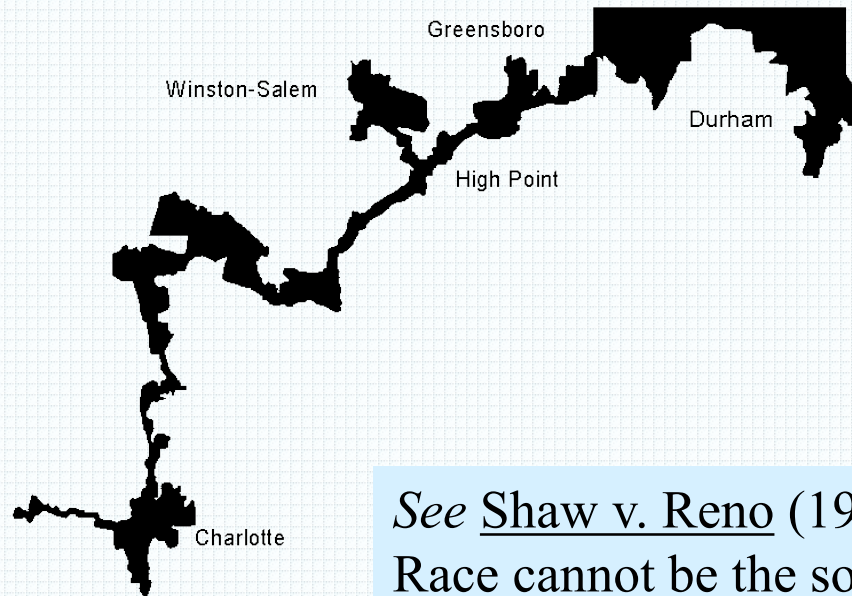 Greensboro
Winston-Salem
Durham
High Point
Charlotte
See Shaw v. Reno (19
Race cannot be the so